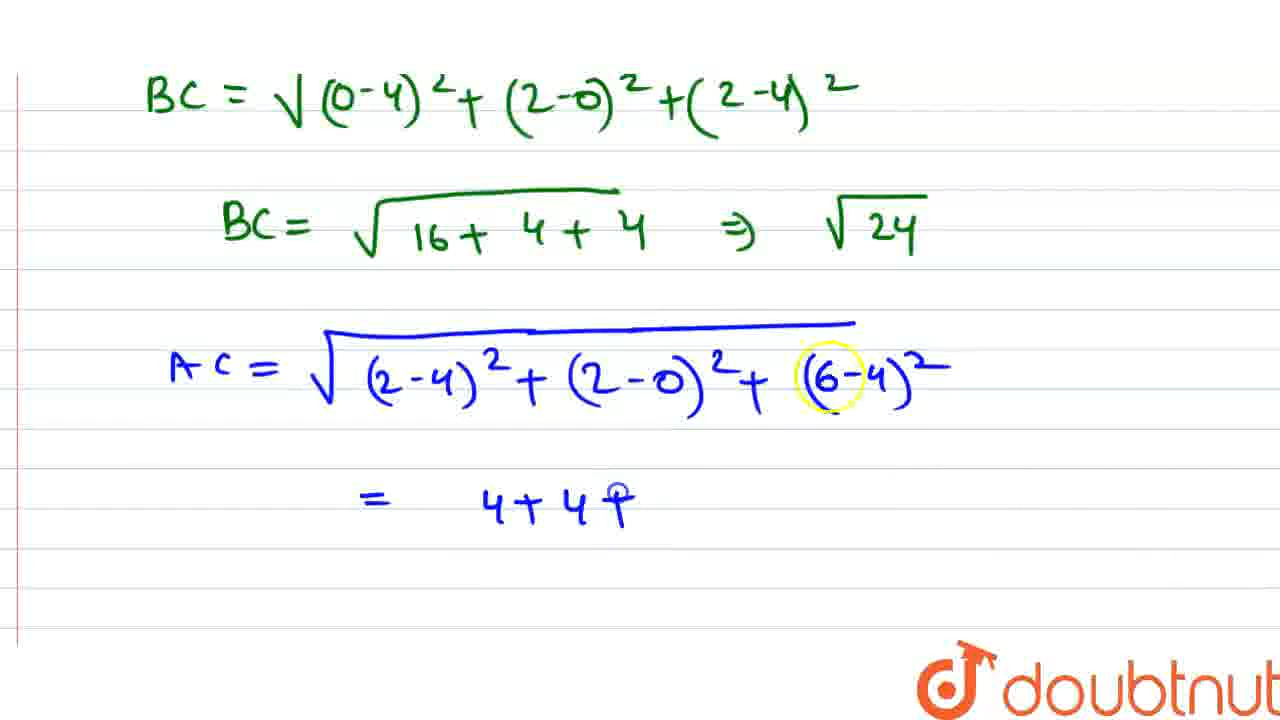 BC = √(0-4)² + (2-0)² + (2-4)²
BC = √16 + 4 + 4 ⇒ √24
AC = √(2-4)² + (2-0)² + (6-4)²
= 4 + 4 +
doubtnut